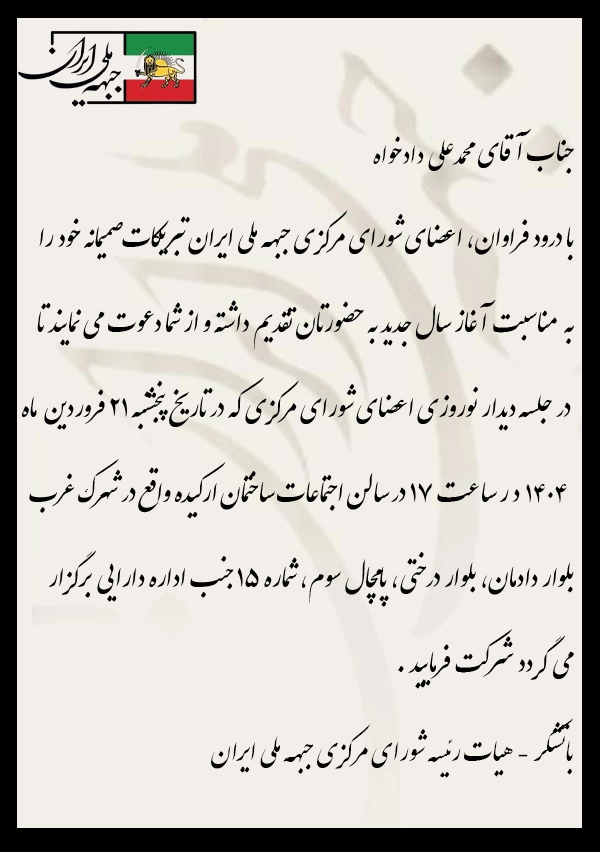 جبهه ملی ایران
جناب آقای محمدعلی دادخواه
با درود فراوان، اعضای شورای مرکزی جبهه ملی ایران تبریکات صمیمانه خود را
به مناسبت آغاز سال جدید به حضورتان تقدیم داشته و از شما دعوت می نمایند تا
در جلسه دیدار نوروزی اعضای شورای مرکزی که در تاریخ پنجشبه ۲۱ فروردین ماه
۱۴۰۴ در ساعت ۱۷ در سالن اجتماعات ساختمان ارکیده واقع در شهرک غرب
بلوار دادمان، بلوار درختی، پامچال سوم، شماره ۱۵ جنب اداره دارایی برگزار
می گردد شرکت فرمایید .
باتشکر - هیات رئیسه شورای مرکزی جبهه ملی ایران